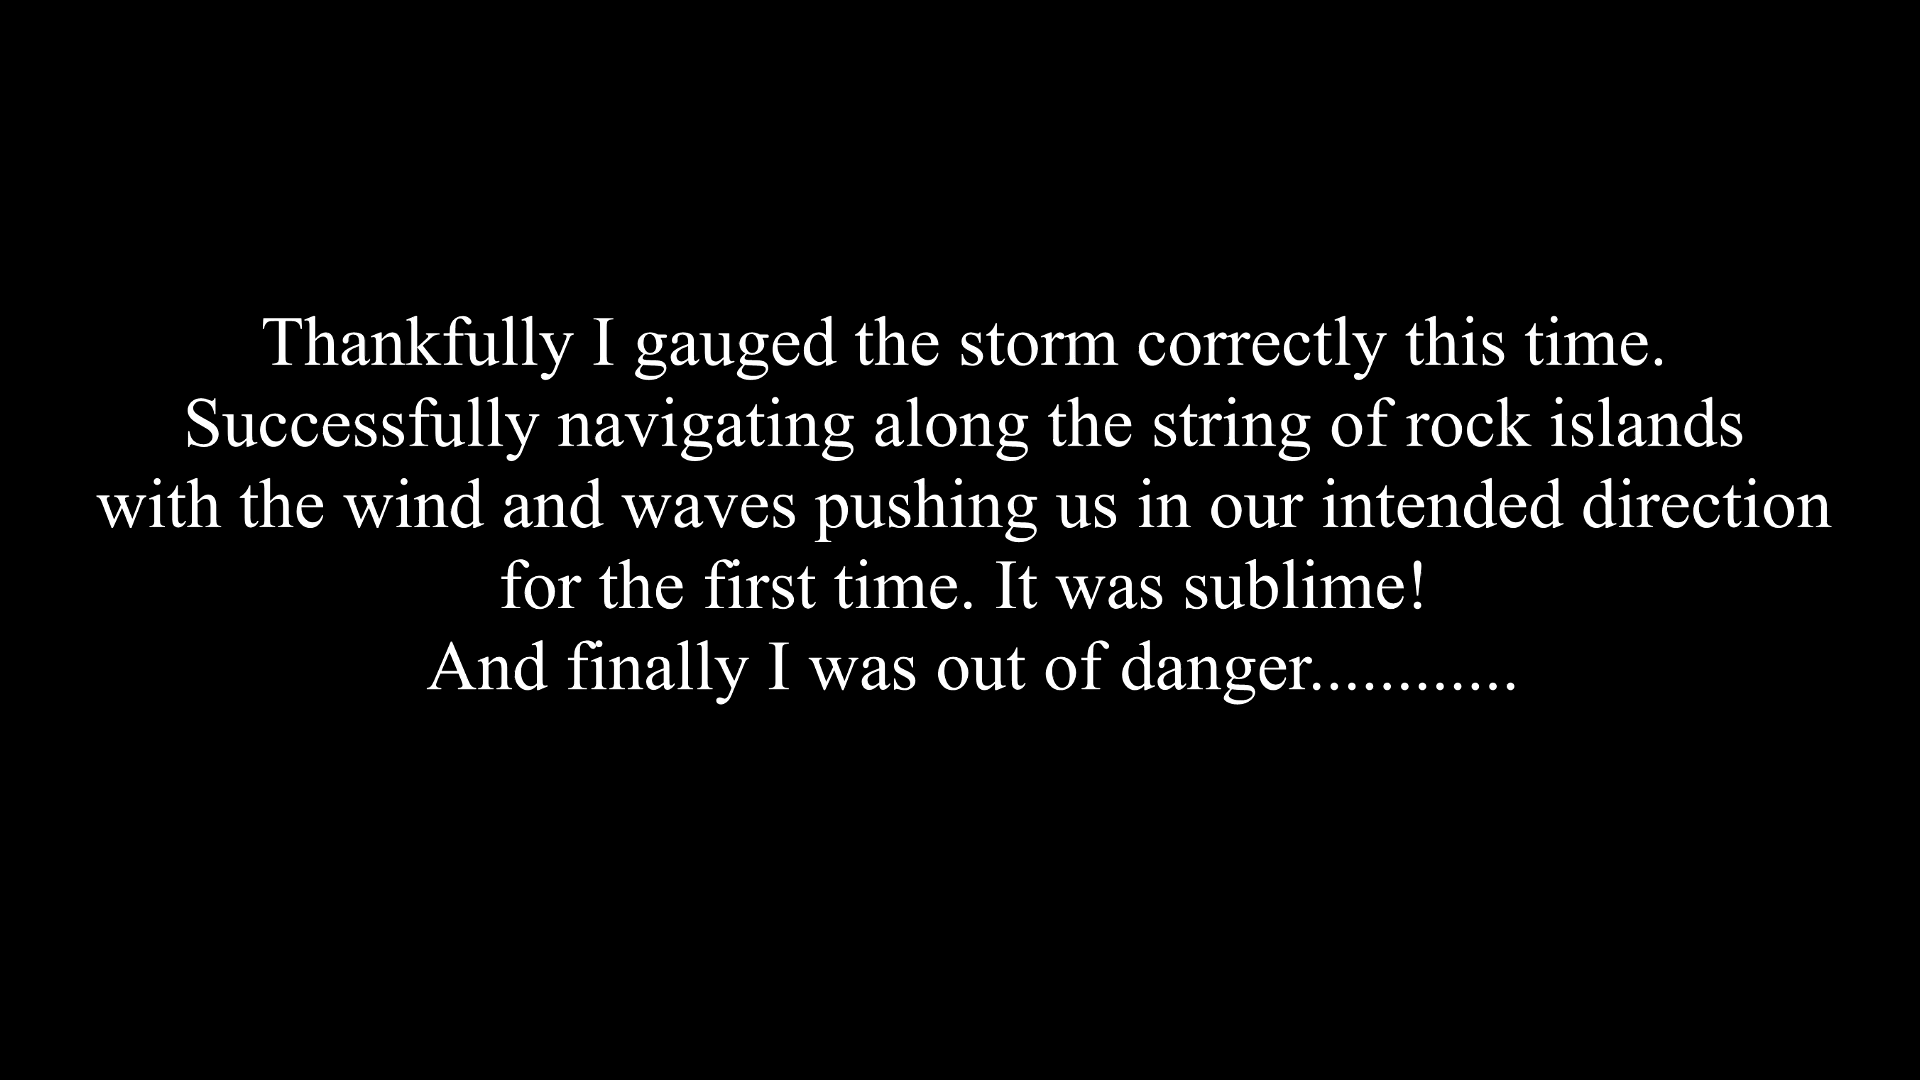 Thankfully I gauged the storm correctly this time.
Successfully navigating along the string of rock islands
with the wind and waves pushing us in our intended direction
for the first time. It was sublime!
And finally I was out of danger............